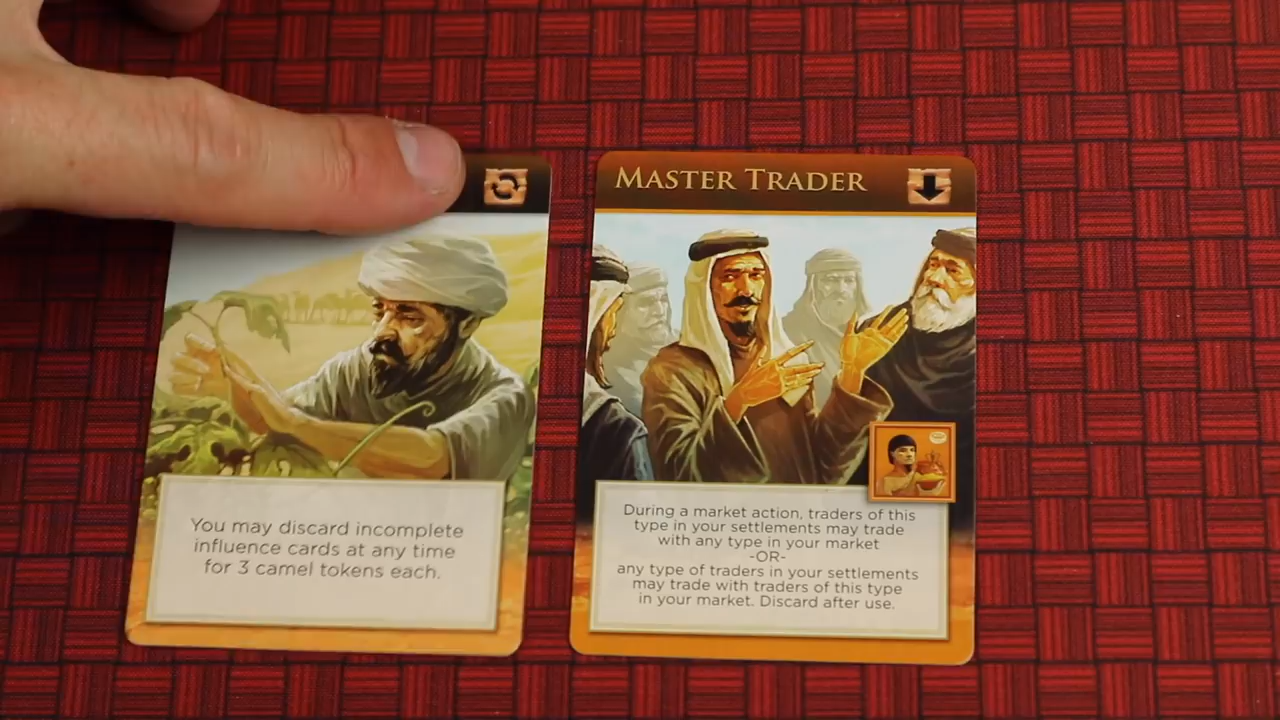 You may discard incomplete
influence cards at any time
for 3 camel tokens each.
MASTER TRADER
During a market action, traders of this
type in your settlements may trade
with any type in your market
-OR-
any type of traders in your settlements
may trade with traders of this type
in your market. Discard after use.